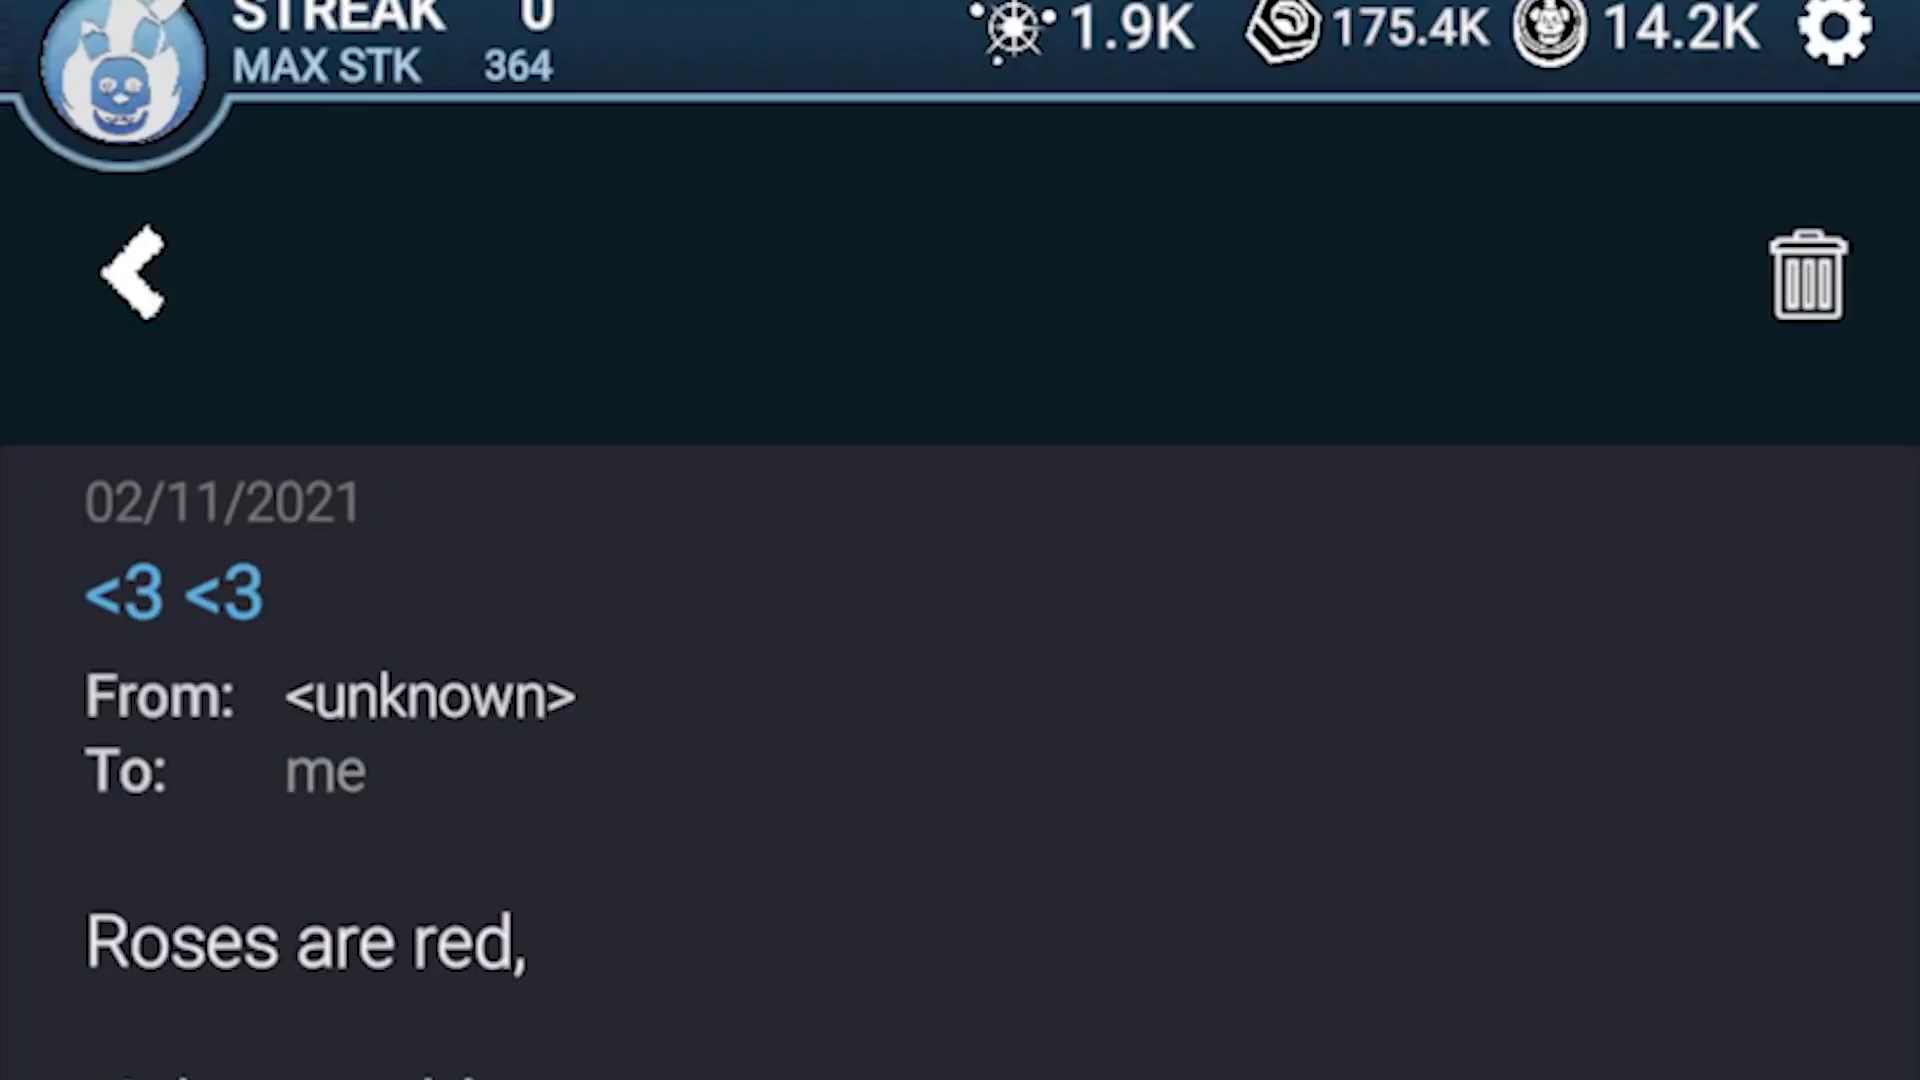 STREAK 0
MAX STK 364
1.9K 175.4K 14.2K
02/11/2021
<3 <3
From: <unknown>
To: me
Roses are red,